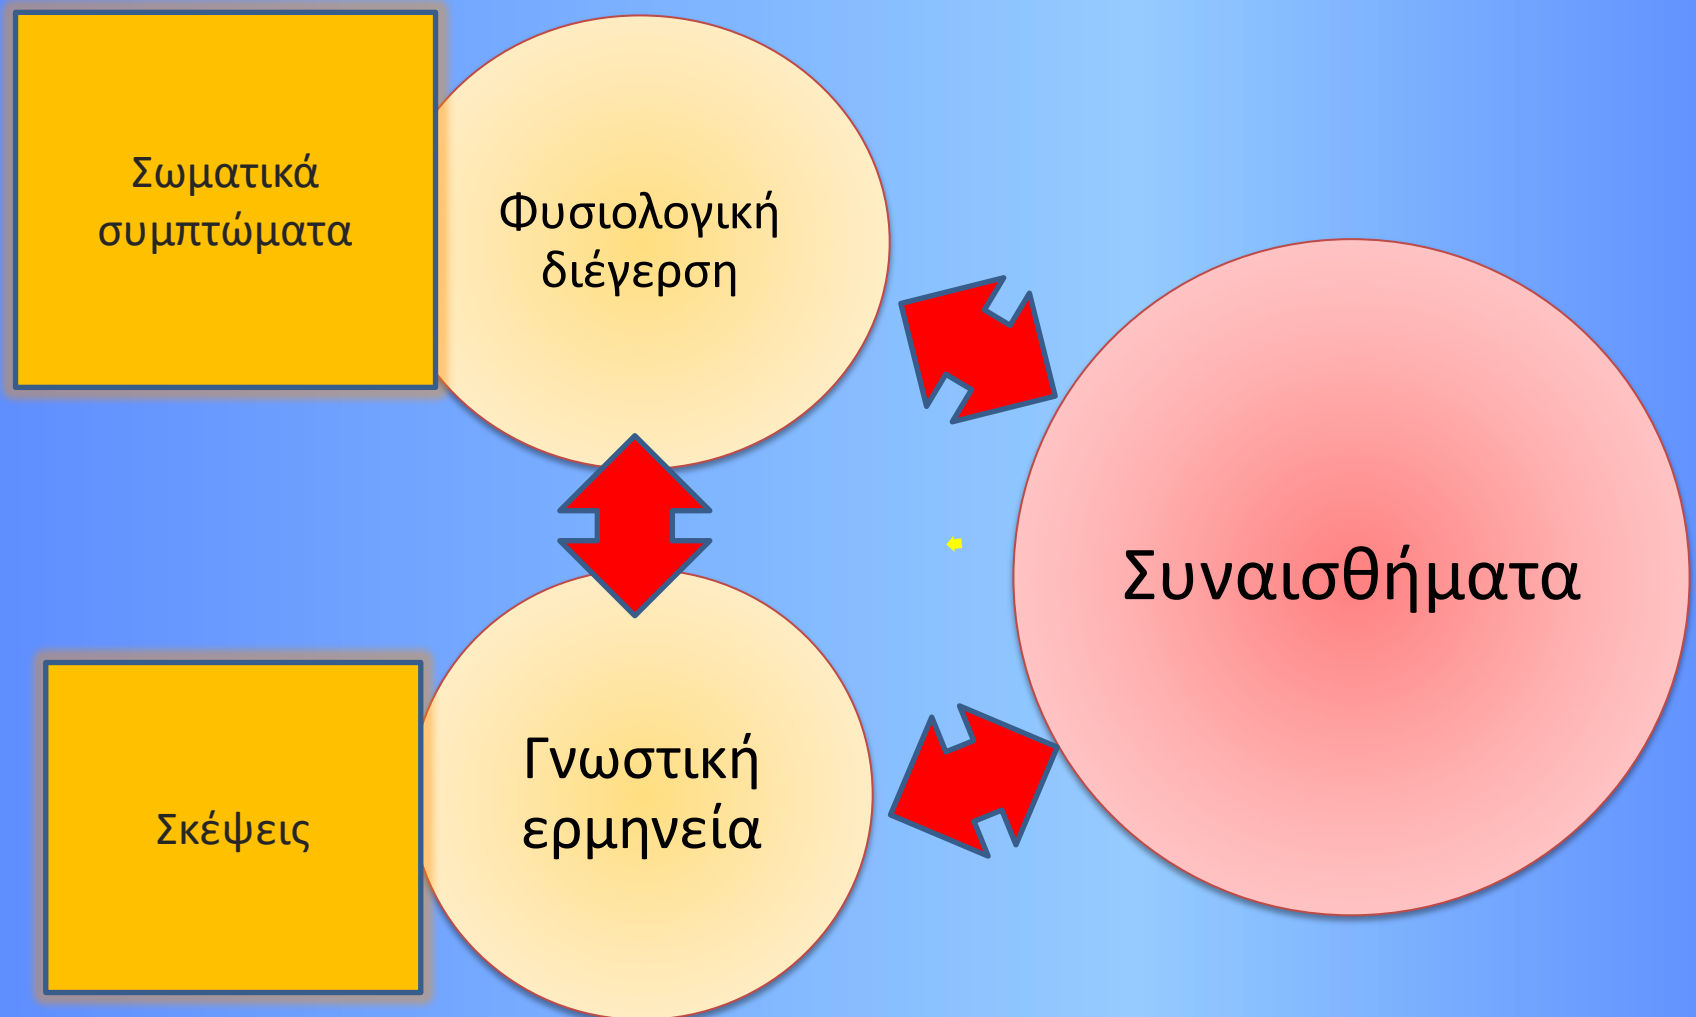 Σωματικά
συμπτώματα
Φυσιολογική
διέγερση
Συναισθήματα
Γνωστική
ερμηνεία
Σκέψεις